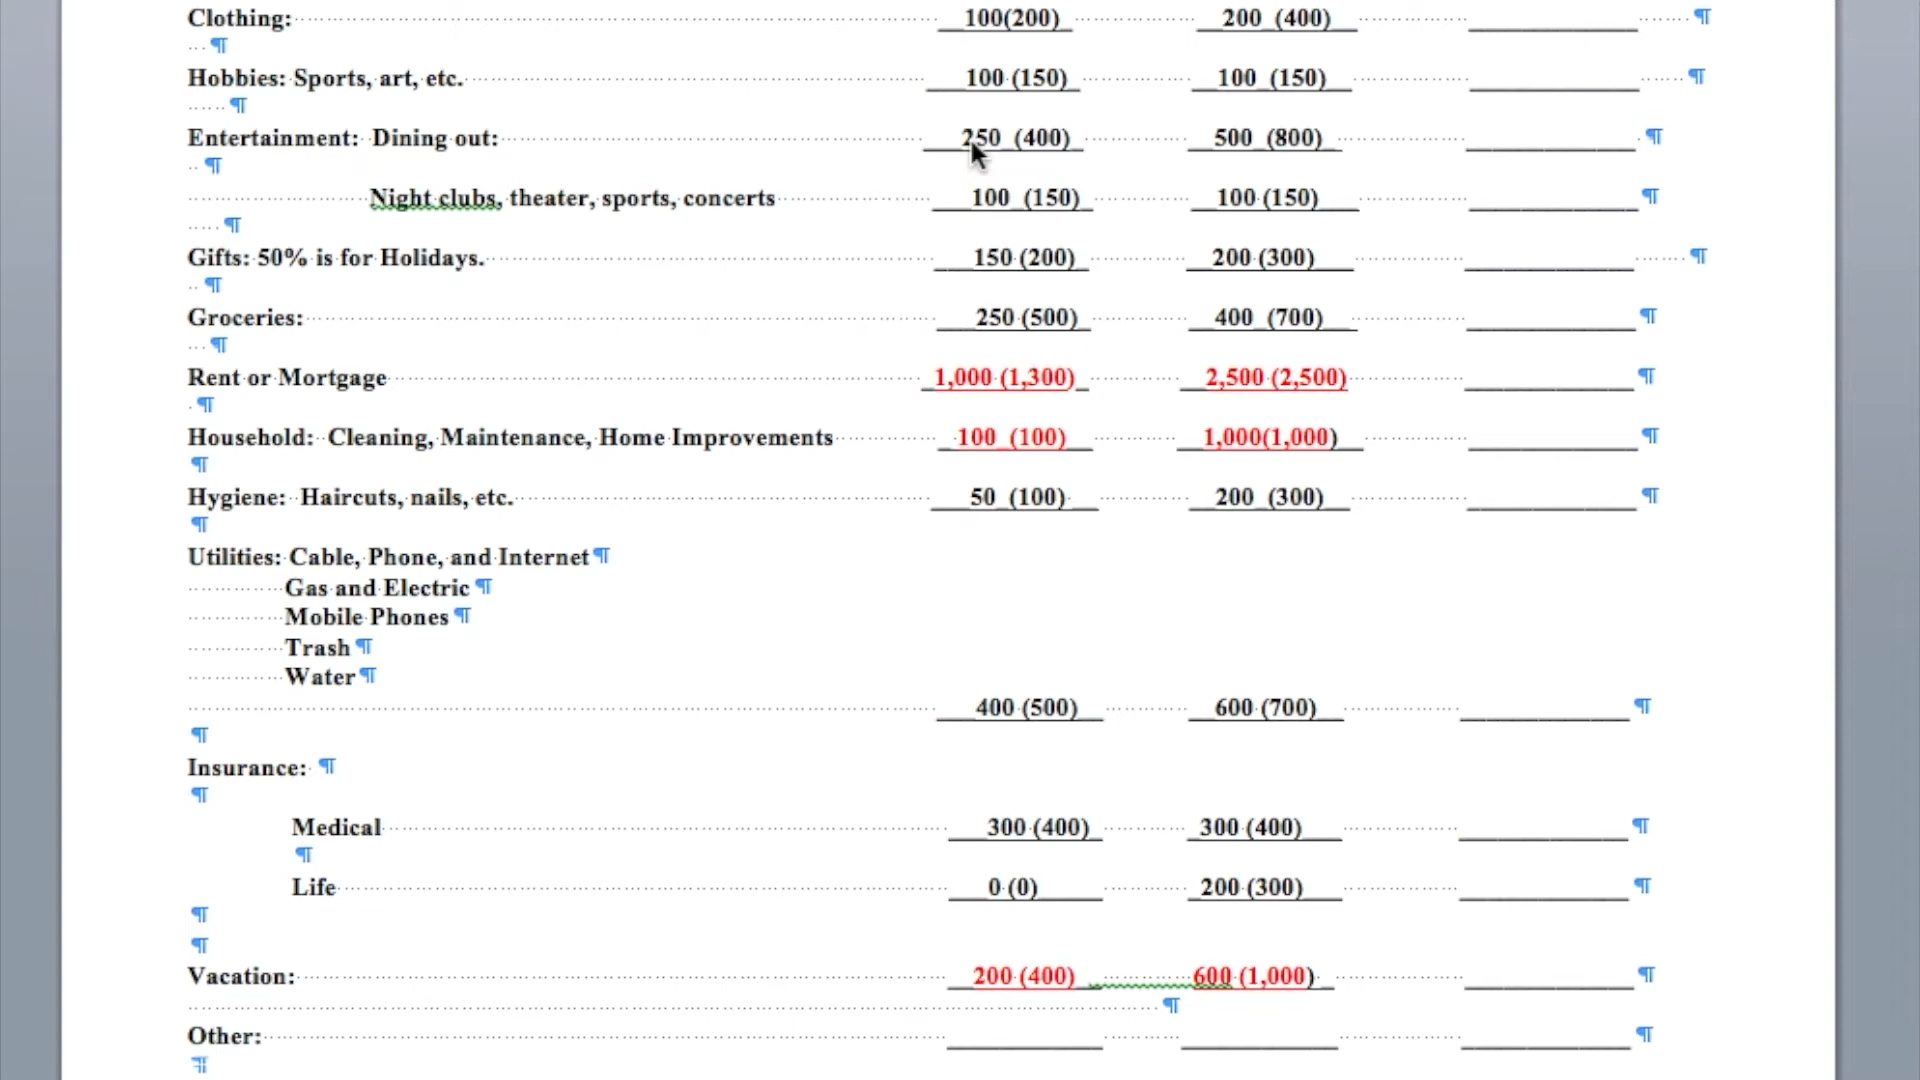 Clothing: 100(200) 200 (400)
Hobbies: Sports, art, etc. 100 (150) 100 (150)
Entertainment: Dining out: 250 (400) 500 (800)
Night clubs, theater, sports, concerts 100 (150) 100 (150)
Gifts: 50% is for Holidays. 150 (200) 200 (300)
Groceries: 250 (500) 400 (700)
Rent or Mortgage 1,000 (1,300) 2,500 (2,500)
Household: Cleaning, Maintenance, Home Improvements 100 (100) 1,000(1,000)
Hygiene: Haircuts, nails, etc. 50 (100) 200 (300)
Utilities: Cable, Phone, and Internet
Gas and Electric
Mobile Phones
Trash
Water
400 (500) 600 (700)
Insurance:
Medical 300 (400) 300 (400)
Life 0 (0) 200 (300)
Vacation: 200 (400) 600 (1,000)
Other: